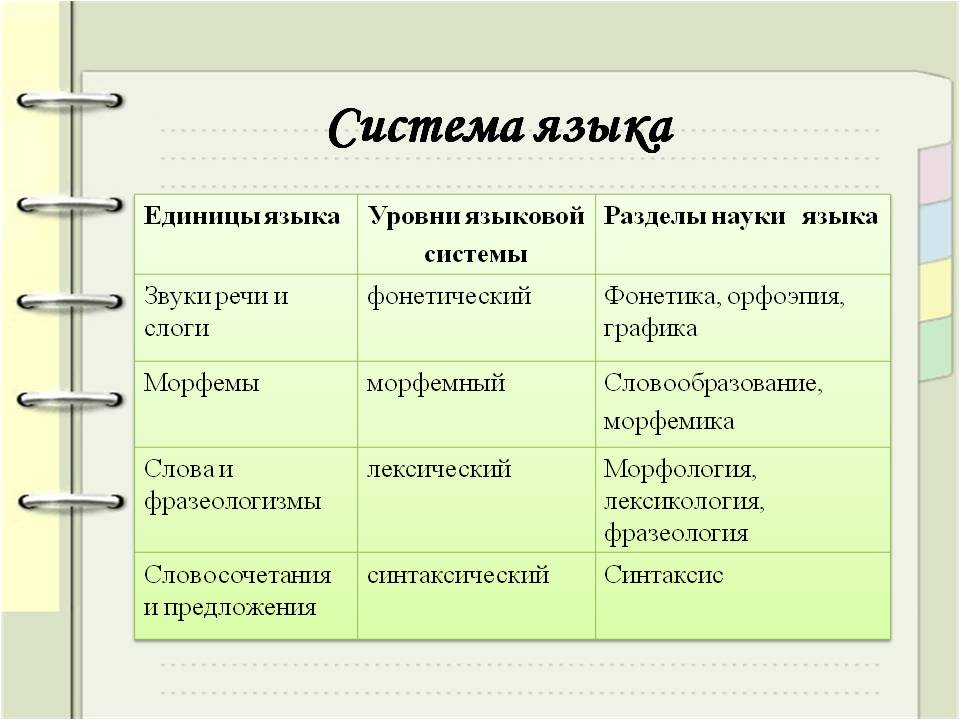 Система языка
Единицы языка
Уровни языковой
системы
Разделы науки языка
Звуки речи и
слоги
фонетический
Фонетика, орфоэпия,
графика
Морфемы
морфемный
Словообразование,
морфемика
Слова и
фразеологизмы
лексический
Морфология,
лексикология,
фразеология
Словосочетания
и предложения
синтаксический
Синтаксис